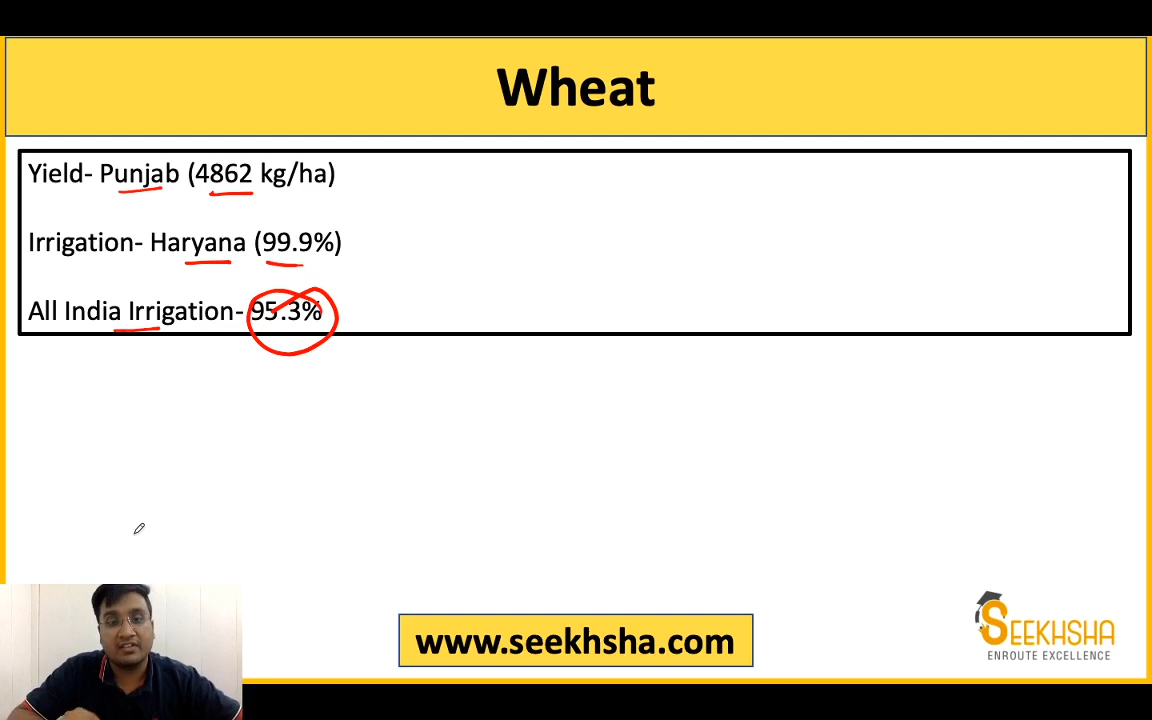 Wheat
Yield- Punjab (4862 kg/ha)
Irrigation- Haryana (99.9%)
All India Irrigation- 95.3%
www.seekhsha.com
SEEKHSHA
ENROUTE EXCELLENCE